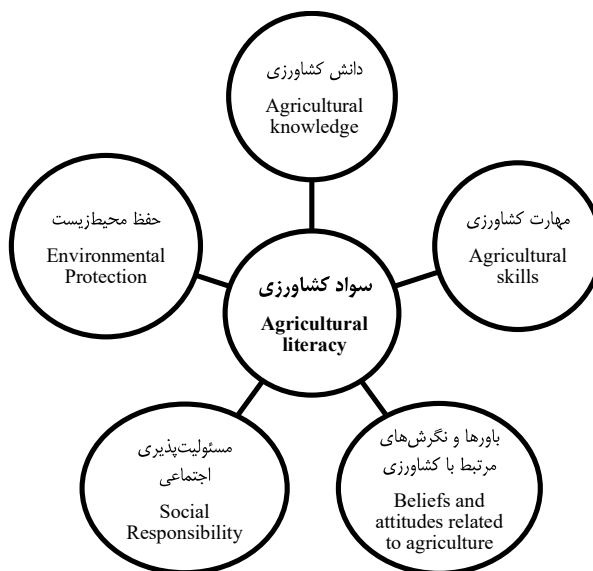 دانش کشاورزی
Agricultural
knowledge
حفظ محیط‌زیست
Environmental
Protection
مهارت کشاورزی
Agricultural
skills
سواد کشاورزی
Agricultural
literacy
مسئولیت‌پذیری
اجتماعی
Social
Responsibility
باورها و نگرش‌های
مرتبط با کشاورزی
Beliefs and
attitudes related
to agriculture